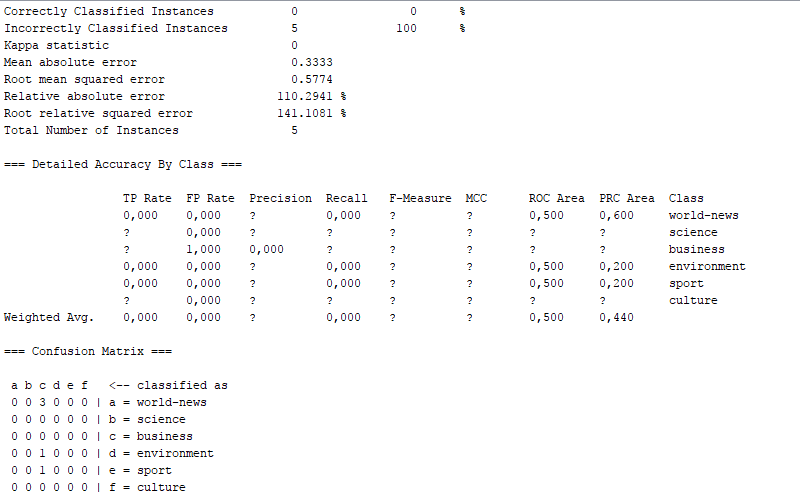 Correctly Classified Instances 0 0 %
Incorrectly Classified Instances 5 100 %
Kappa statistic 0
Mean absolute error 0.3333
Root mean squared error 0.5774
Relative absolute error 110.2941 %
Root relative squared error 141.1081 %
Total Number of Instances 5
=== Detailed Accuracy By Class ===
TP Rate FP Rate Precision Recall F-Measure MCC ROC Area PRC Area Class
0,000 0,000 ? 0,000 ? ? 0,500 0,600 world-news
? 0,000 ? ? ? ? ? ? science
? 1,000 0,000 ? ? ? ? ? business
0,000 0,000 ? 0,000 ? ? 0,500 0,200 environment
0,000 0,000 ? 0,000 ? ? 0,500 0,200 sport
? 0,000 ? ? ? ? ? ? culture
Weighted Avg. 0,000 0,000 ? 0,000 ? ? 0,500 0,440
=== Confusion Matrix ===
a b c d e f <-- classified as
0 0 3 0 0 0 | a = world-news
0 0 0 0 0 0 | b = science
0 0 0 0 0 0 | c = business
0 0 1 0 0 0 | d = environment
0 0 1 0 0 0 | e = sport
0 0 0 0 0 0 | f = culture